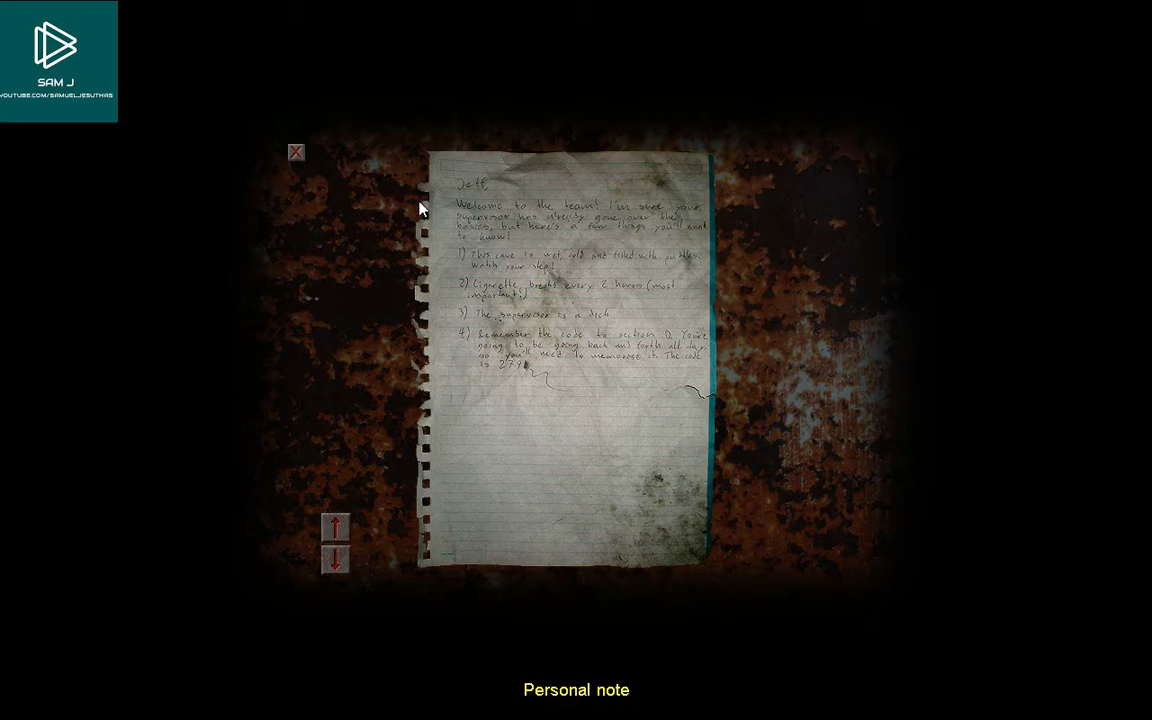 SAM J
YOUTUBE.COM/SAMUELJESUTHAS
Jeff,
Welcome to the team! I'm sure your
supervisor has already gone over the
basics, but here's a few things you'll want
to know!
1) This cave is wet, cold and filled with puddles.
Watch your step!
2) Cigarette breaks every 2 hours (most
important!)
3) The supervisor is a dick
4) Remember the code to section D. You're
going to be going back and forth all day
so you'll need to memorage it. The code
is 279
Personal note